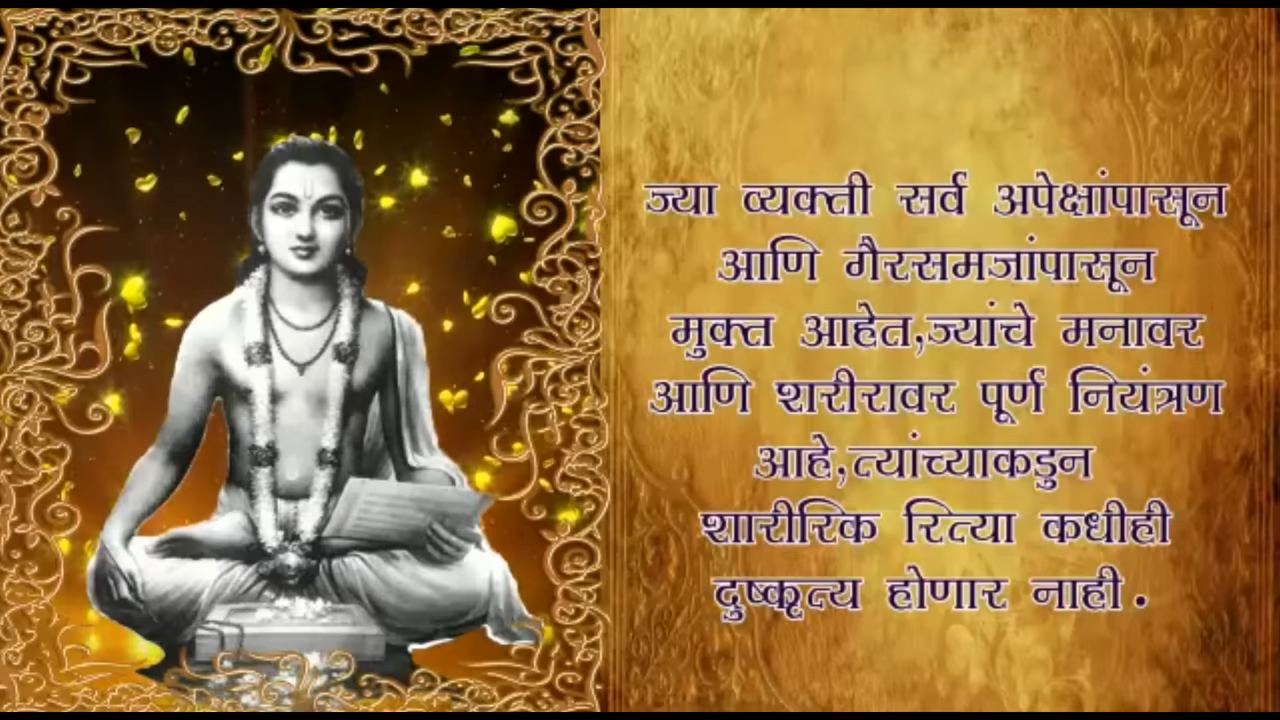 ज्या व्यक्ती सर्व अपेक्षांपासून
आणि गैरसमजांपासून
मुक्त आहेत,ज्यांचे मनावर
आणि शरीरावर पूर्ण नियंत्रण
आहे,त्यांच्याकडुन
शारीरिक रित्या कधीही
दुष्कृत्य होणार नाही.